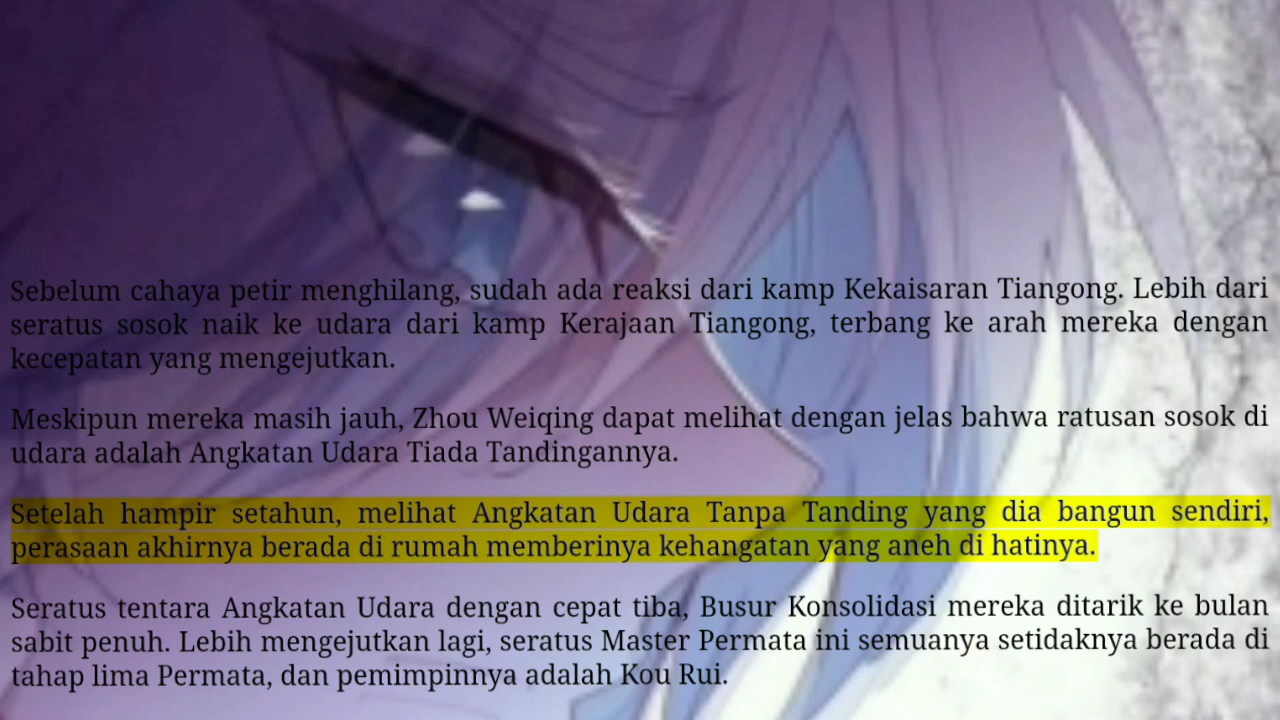 Sebelum cahaya petir menghilang, sudah ada reaksi dari kamp Kekaisaran Tiangong. Lebih dari
seratus sosok naik ke udara dari kamp Kerajaan Tiangong, terbang ke arah mereka dengan
kecepatan yang mengejutkan.
Meskipun mereka masih jauh, Zhou Weiqing dapat melihat dengan jelas bahwa ratusan sosok di
udara adalah Angkatan Udara Tiada Tandingannya.
Setelah hampir setahun, melihat Angkatan Udara Tanpa Tanding yang dia bangun sendiri,
perasaan akhirnya berada di rumah memberinya kehangatan yang aneh di hatinya.
Seratus tentara Angkatan Udara dengan cepat tiba, Busur Konsolidasi mereka ditarik ke bulan
sabit penuh. Lebih mengejutkan lagi, seratus Master Permata ini semuanya setidaknya berada di
tahap lima Permata, dan pemimpinnya adalah Kou Rui.